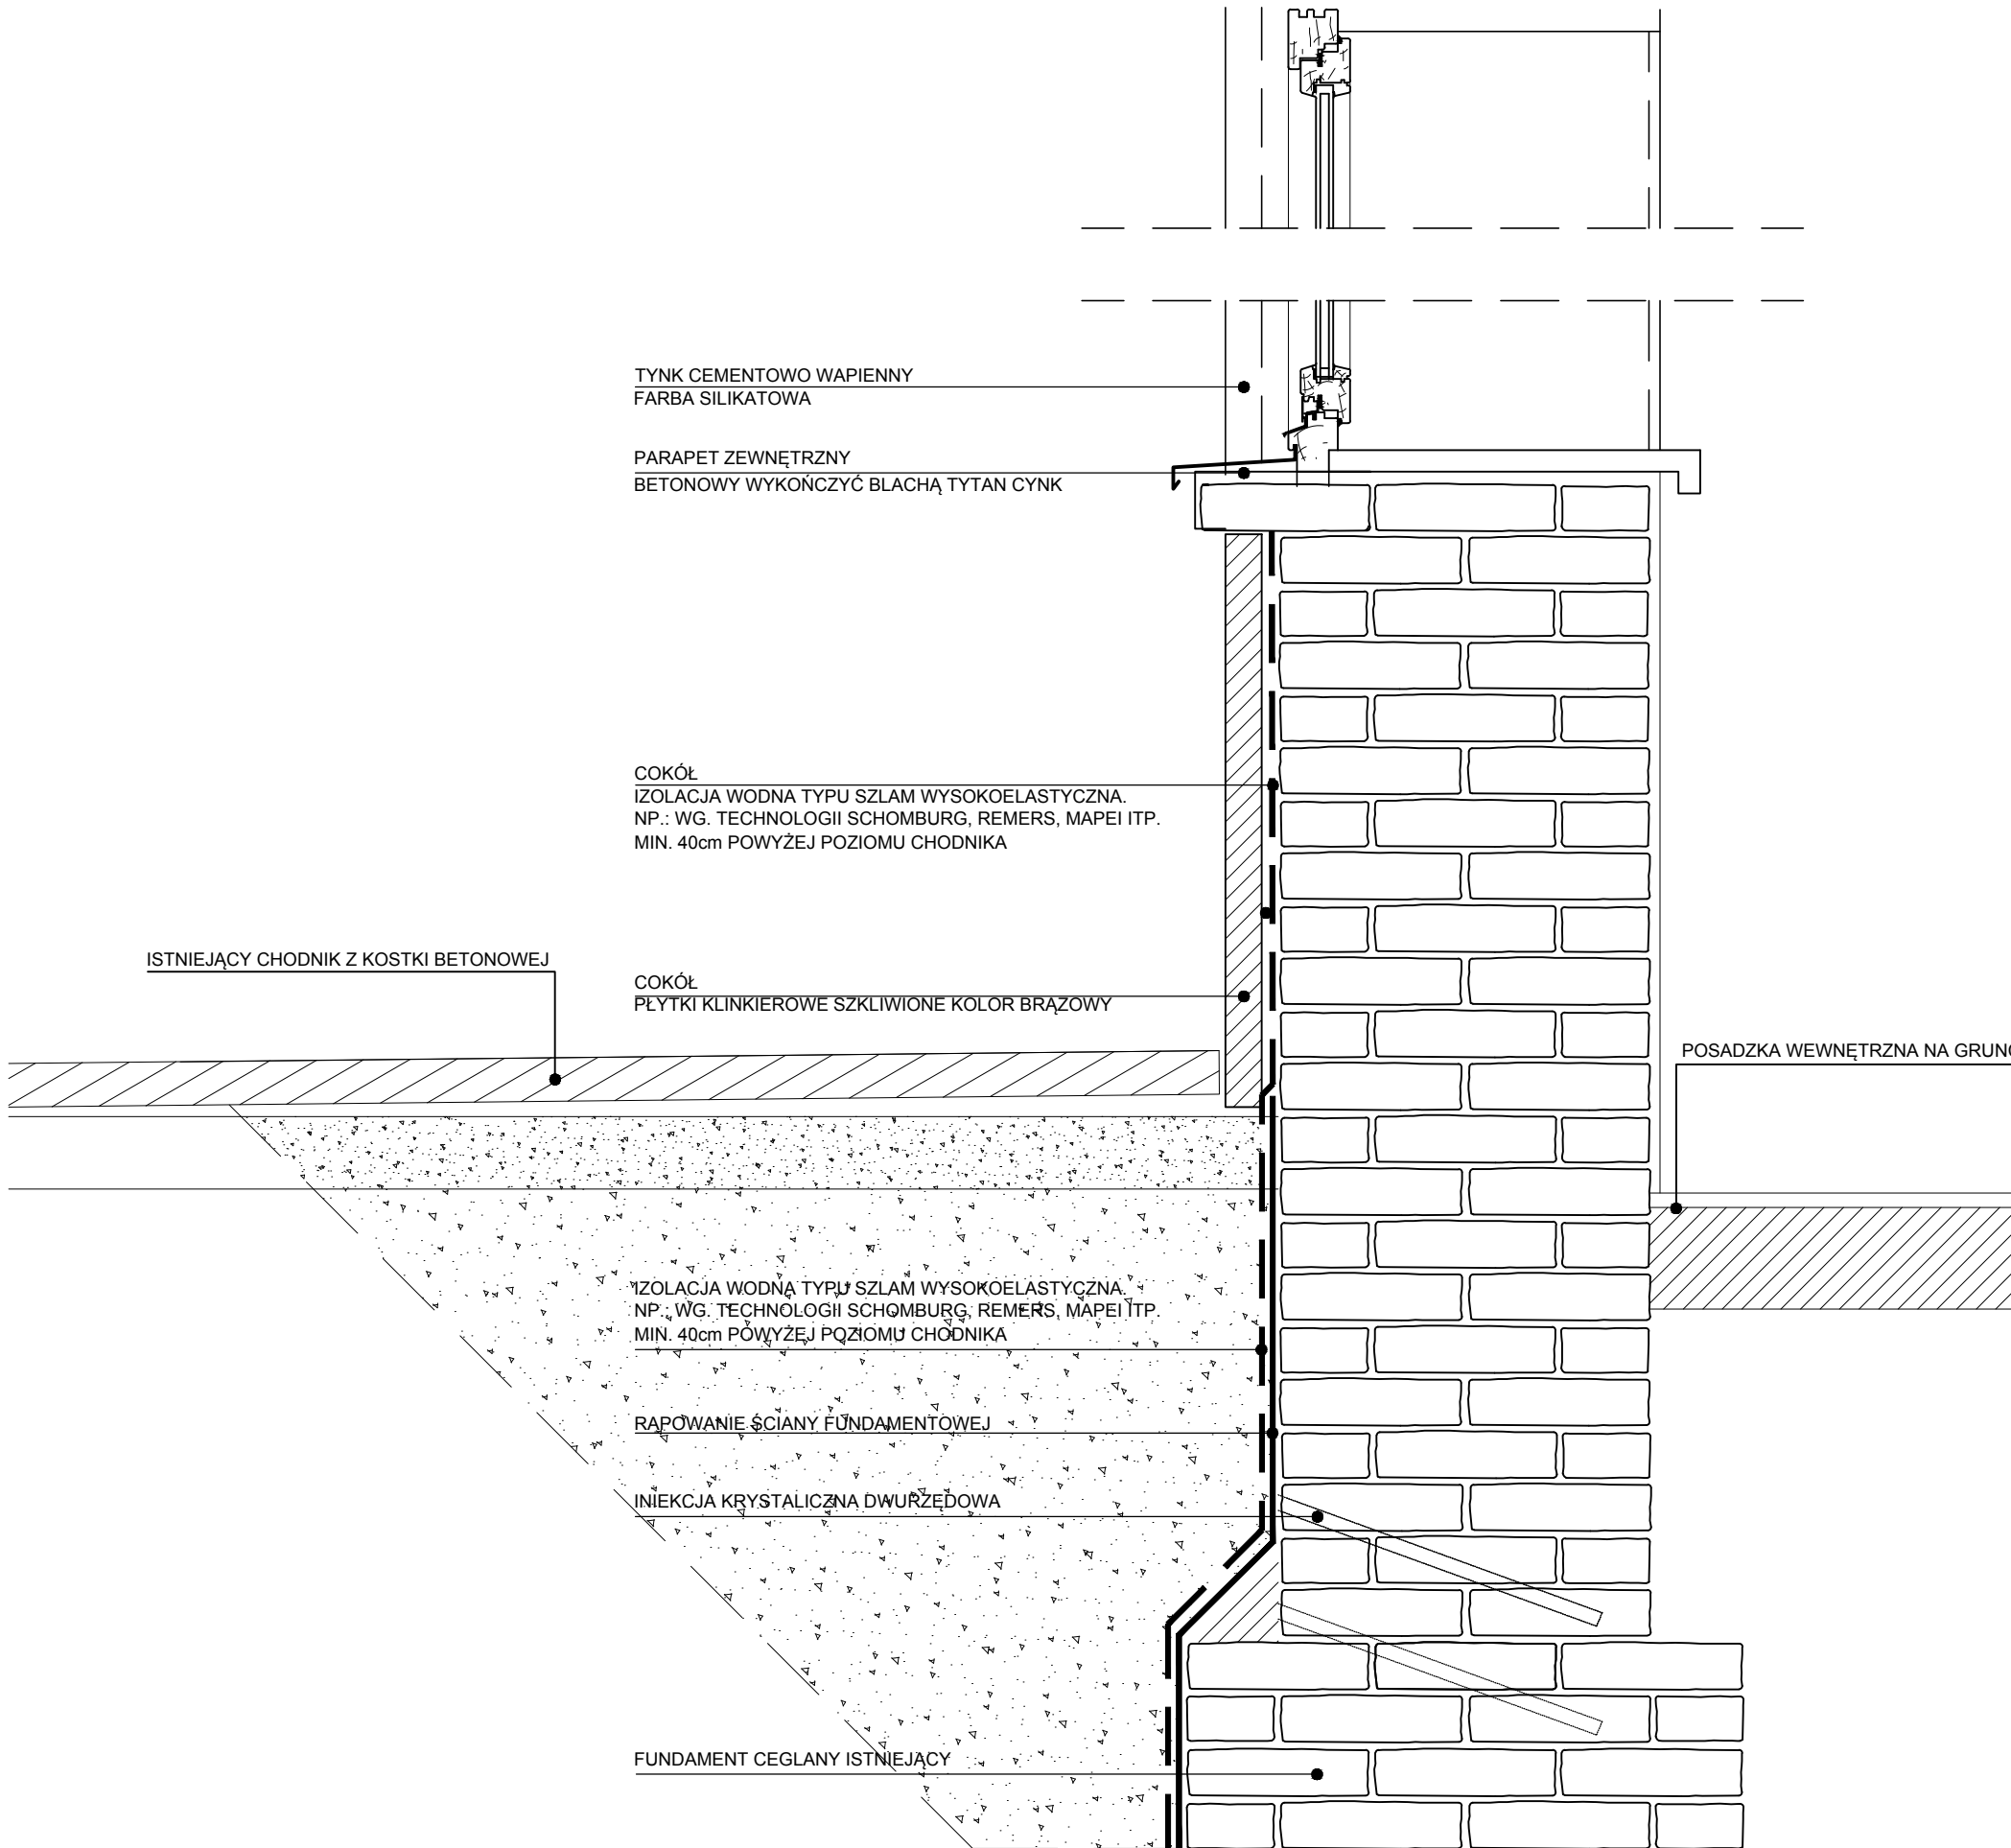 TYNK CEMENTOWO WAPIENNY
FARBA SILIKATOWA
PARAPET ZEWNĘTRZNY
BETONOWY WYKOŃCZYĆ BLACHĄ TYTAN CYNK
COKÓŁ
IZOLACJA WODNA TYPU SZLAM WYSOKOELASTYCZNA.
NP.: WG. TECHNOLOGII SCHOMBURG, REMERS, MAPEI ITP.
MIN. 40cm POWYŻEJ POZIOMU CHODNIKA
ISTNIEJĄCY CHODNIK Z KOSTKI BETONOWEJ
COKÓŁ
PŁYTKI KLINKIEROWE SZKLIWIONE KOLOR BRĄZOWY
POSADZKA WEWNĘTRZNA NA
IZOLACJA WODNA TYPU SZLAM WYSOKOELASTYCZNA.
NP.: WG. TECHNOLOGII SCHOMBURG, REMERS, MAPEI ITP.
MIN. 40cm POWYŻEJ POZIOMU CHODNIKA
RAPOWANIE ŚCIANY FUNDAMENTOWEJ
INIEKCJA KRYSTALICZNA DWURZĘDOWA
FUNDAMENT CEGLANY ISTNIEJĄCY